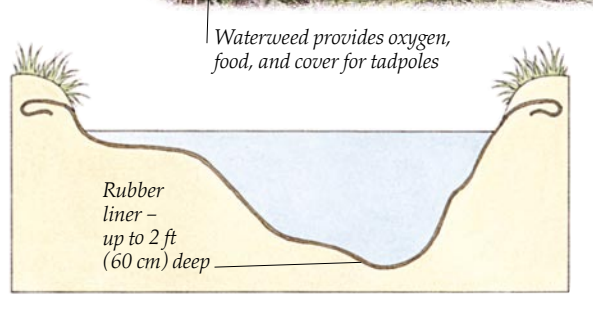 Waterweed provides oxygen,
food, and cover for tadpoles
Rubber
liner –
up to 2 ft
(60 cm) deep